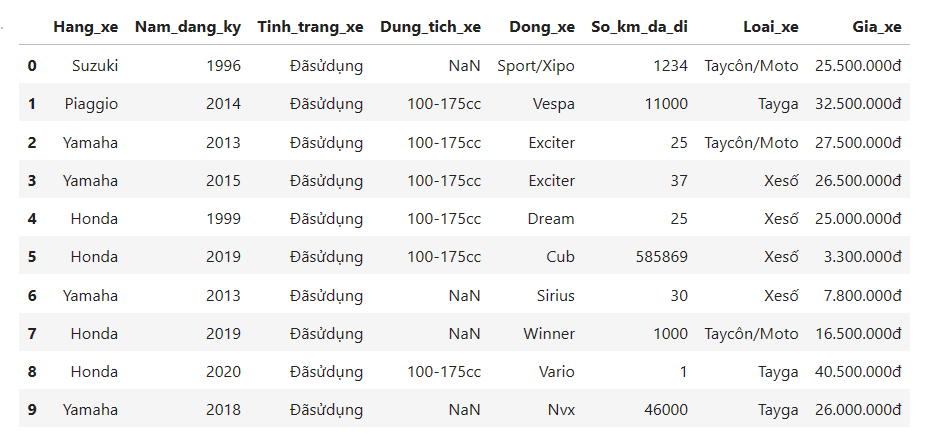 Hang_xe Nam_dang_ky Tinh_trang_xe Dung_tich_xe Dong_xe So_km_da_di Loai_xe Gia_xe
0 Suzuki 1996 Đãsửdụng NaN Sport/Xipo 1234 Taycôn/Moto 25.500.000đ
1 Piaggio 2014 Đãsửdụng 100-175cc Vespa 11000 Tayga 32.500.000đ
2 Yamaha 2013 Đãsửdụng 100-175cc Exciter 25 Taycôn/Moto 27.500.000đ
3 Yamaha 2015 Đãsửdụng 100-175cc Exciter 37 Xesố 26.500.000đ
4 Honda 1999 Đãsửdụng 100-175cc Dream 25 Xesố 25.000.000đ
5 Honda 2019 Đãsửdụng 100-175cc Cub 585869 Xesố 3.300.000đ
6 Yamaha 2013 Đãsửdụng NaN Sirius 30 Xesố 7.800.000đ
7 Honda 2019 Đãsửdụng NaN Winner 1000 Taycôn/Moto 16.500.000đ
8 Honda 2020 Đãsửdụng 100-175cc Vario 1 Tayga 40.500.000đ
9 Yamaha 2018 Đãsửdụng NaN Nvx 46000 Tayga 26.000.000đ